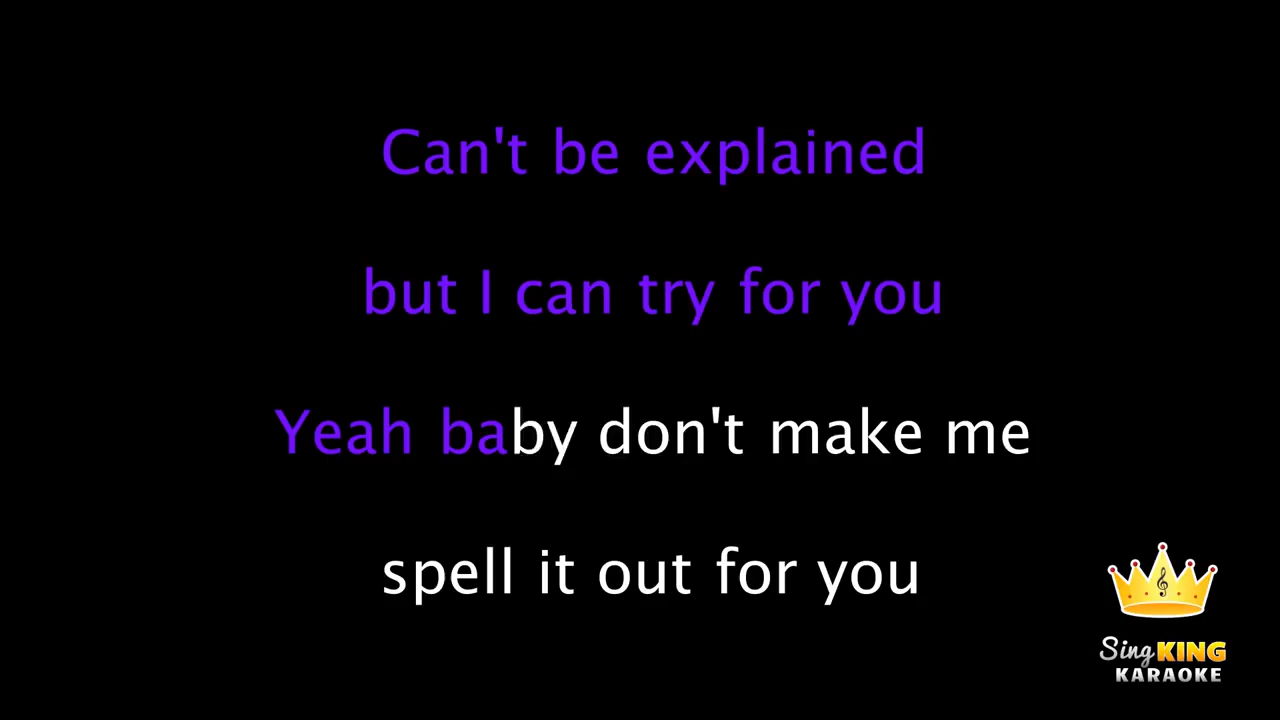 Can't be explained
but I can try for you
Yeah baby don't make me
spell it out for you
Sing KING
KARAOKE